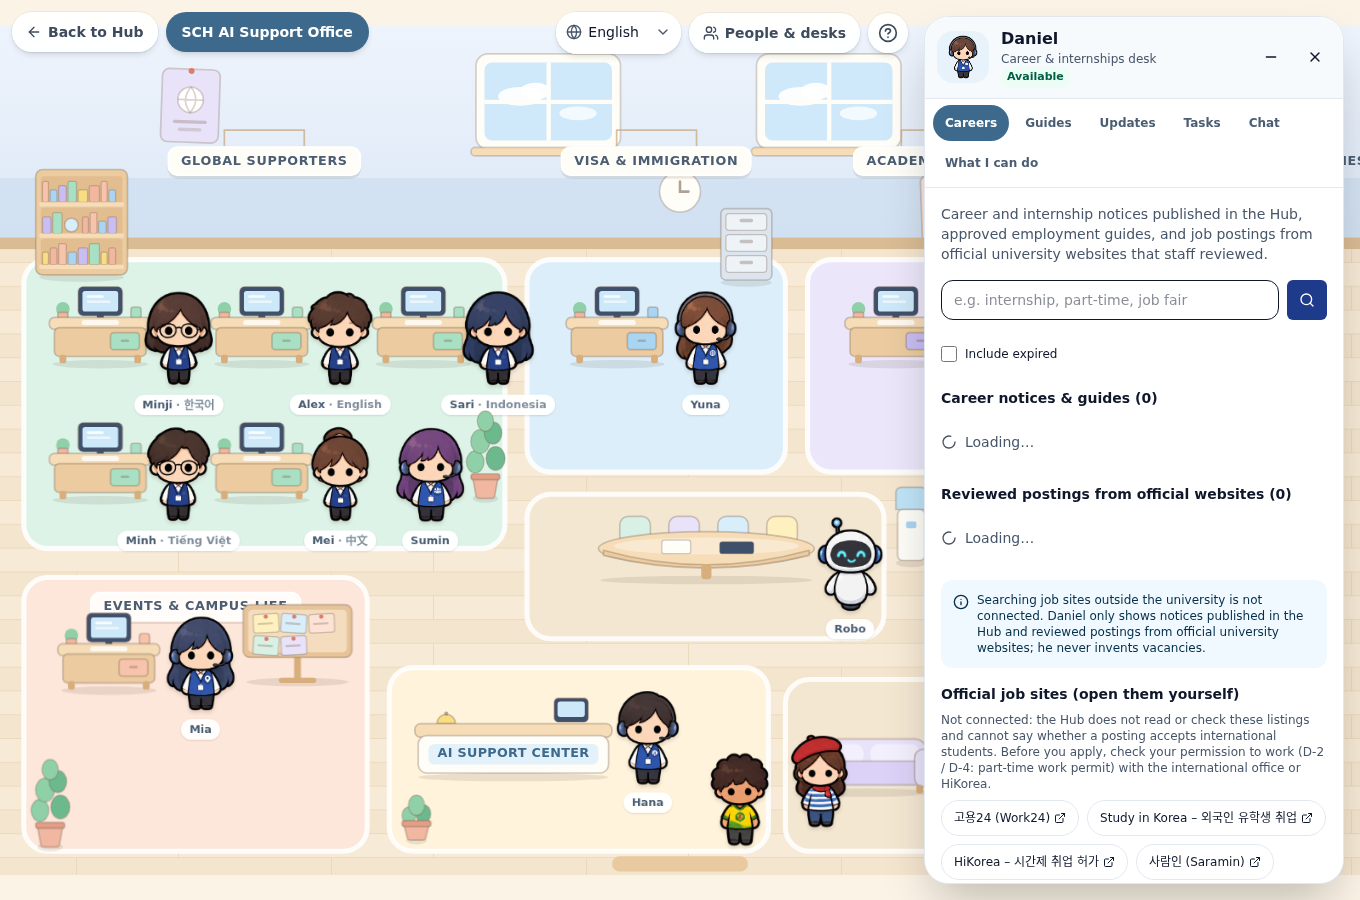 Back to Hub
SCH AI Support Office
English
People & desks
GLOBAL SUPPORTERS
VISA & IMMIGRATION
Minji · 한국어
Alex · English
Sari · Indonesia
Yuna
Minh · Tiếng Việt
Mei · 中文
Sumin
Robo
EVENTS & CAMPUS LIFE
Mia
AI SUPPORT CENTER
Hana
Daniel
Career & internships desk
Available
Careers
Guides
Updates
Tasks
Chat
What I can do
Career and internship notices published in the Hub,
approved employment guides, and job postings from
official university websites that staff reviewed.
e.g. internship, part-time, job fair
Include expired
Career notices & guides (0)
Loading…
Reviewed postings from official websites (0)
Loading…
Searching job sites outside the university is not
connected. Daniel only shows notices published in the
Hub and reviewed postings from official university
websites; he never invents vacancies.
Official job sites (open them yourself)
Not connected: the Hub does not read or check these listings
and cannot say whether a posting accepts international
students. Before you apply, check your permission to work (D-2
/ D-4: part-time work permit) with the international office or
HiKorea.
고용24 (Work24)
Study in Korea – 외국인 유학생 취업
HiKorea – 시간제 취업 허가
사람인 (Saramin)